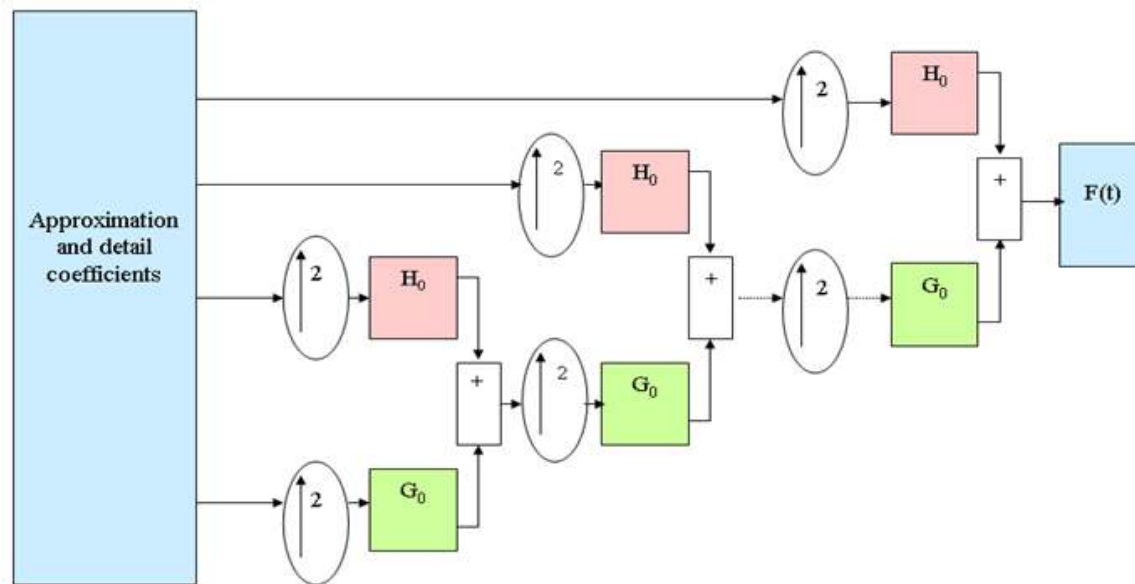 2
H₀
2
H₀
+
F(t)
Approximation
and detail
coefficients
2
H₀
+
2
G₀
+
2
G₀
2
G₀